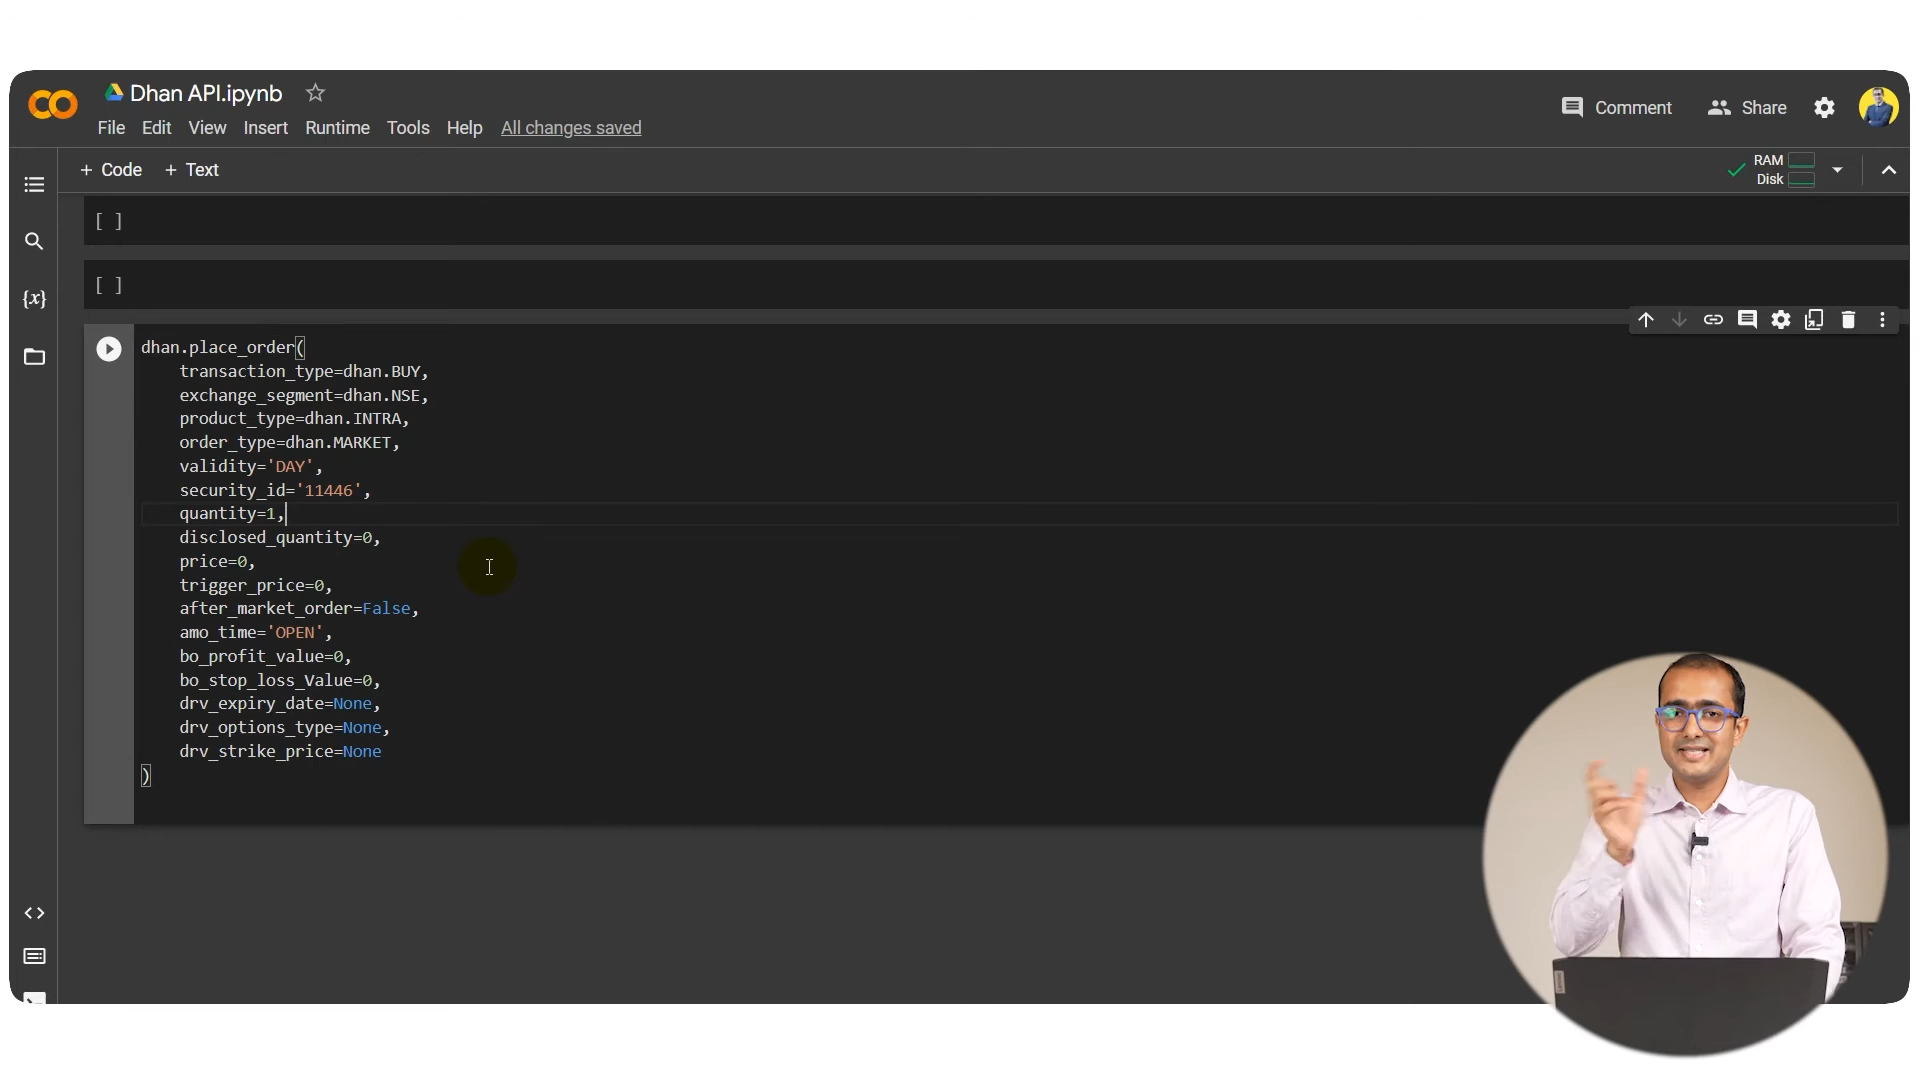 Dhan API.ipynb
Comment
Share
File Edit View Insert Runtime Tools Help All changes saved
+ Code + Text
RAM
Disk
[ ]
[ ]
{x}
dhan.place_order(
transaction_type=dhan.BUY,
exchange_segment=dhan.NSE,
product_type=dhan.INTRA,
order_type=dhan.MARKET,
validity='DAY',
security_id='11446',
quantity=1,
disclosed_quantity=0,
price=0,
trigger_price=0,
after_market_order=False,
amo_time='OPEN',
bo_profit_value=0,
bo_stop_loss_Value=0,
drv_expiry_date=None,
drv_options_type=None,
drv_strike_price=None
)